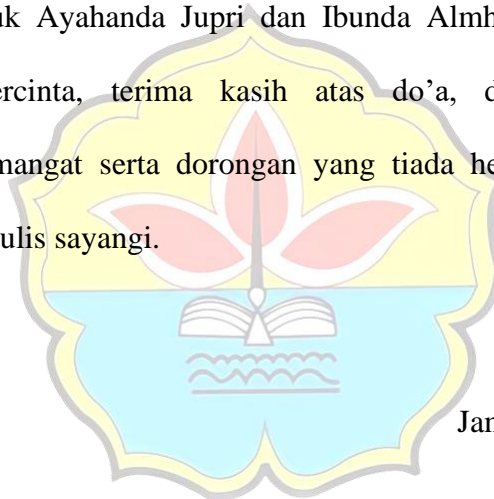 uk Ayahanda Jupri dan Ibunda Almh
ercinta, terima kasih atas do’a, d
mangat serta dorongan yang tiada he
ulis sayangi.
Jan